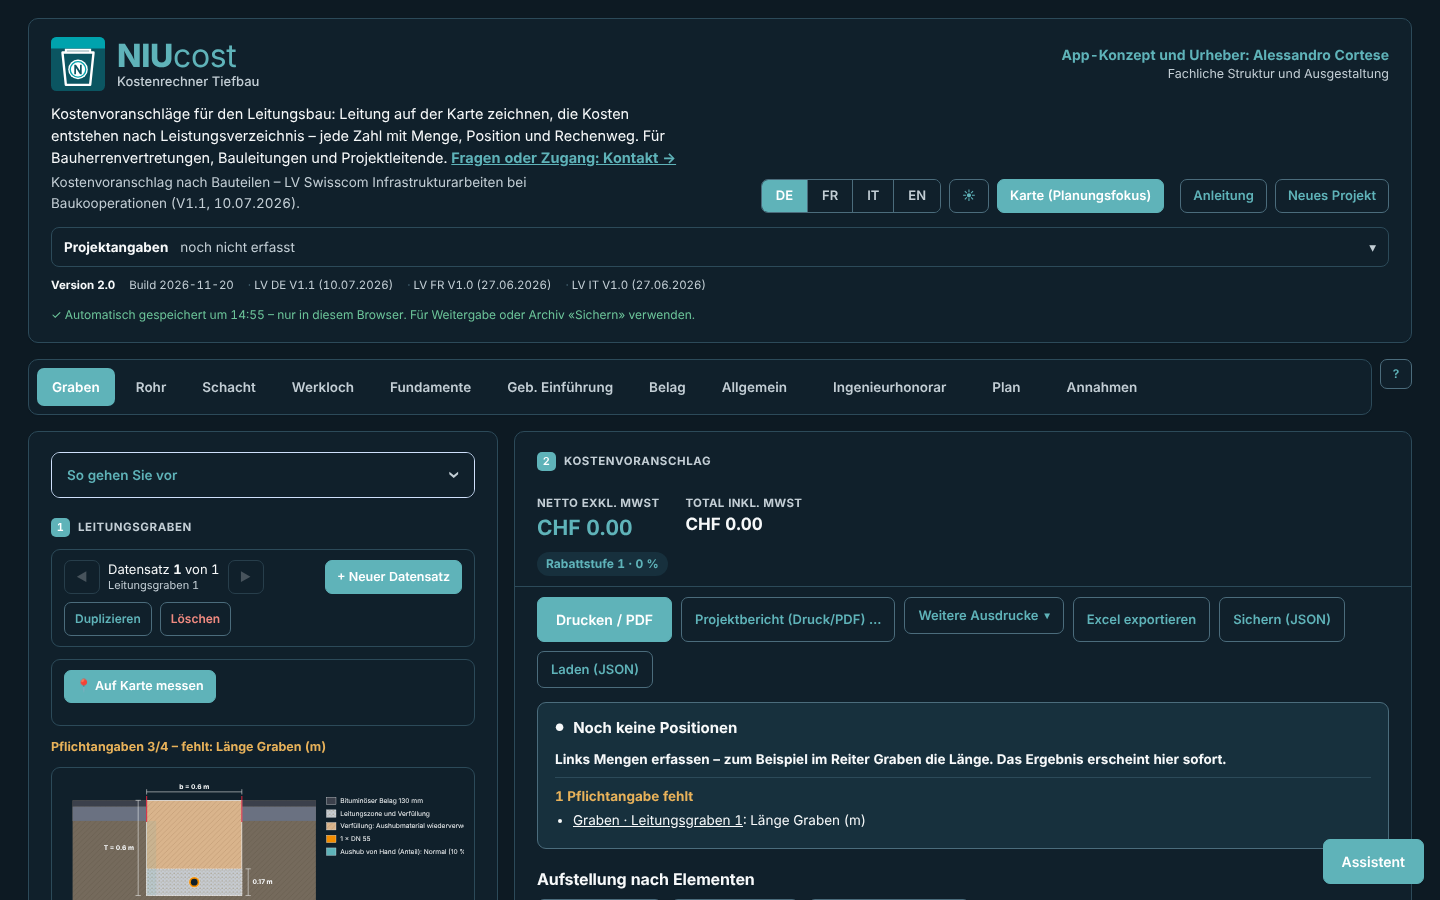 NIUcost
Kostenrechner Tiefbau
App-Konzept und Urheber: Alessandro Cortese
Fachliche Struktur und Ausgestaltung
Kostenvoranschläge für den Leitungsbau: Leitung auf der Karte zeichnen, die Kosten
entstehen nach Leistungsverzeichnis – jede Zahl mit Menge, Position und Rechenweg. Für
Bauherrenvertretungen, Bauleitungen und Projektleitende. Fragen oder Zugang: Kontakt →
Kostenvoranschlag nach Bauteilen – LV Swisscom Infrastrukturarbeiten bei
Baukooperationen (V1.1, 10.07.2026).
DE FR IT EN ☀ Karte (Planungsfokus) Anleitung Neues Projekt
Projektangaben noch nicht erfasst ▾
Version 2.0 Build 2026-11-20 · LV DE V1.1 (10.07.2026) · LV FR V1.0 (27.06.2026) · LV IT V1.0 (27.06.2026)
✓ Automatisch gespeichert um 14:55 – nur in diesem Browser. Für Weitergabe oder Archiv «Sichern» verwenden.
Graben Rohr Schacht Werkloch Fundamente Geb. Einführung Belag Allgemein Ingenieurhonorar Plan Annahmen ?
So gehen Sie vor
1 LEITUNGSGRABEN
◀ Datensatz 1 von 1 ▶ + Neuer Datensatz
Leitungsgraben 1
Duplizieren Löschen
📍 Auf Karte messen
Pflichtangaben 3/4 – fehlt: Länge Graben (m)
b = 0.6 m
T = 0.6 m
0.17 m
Bituminöser Belag 130 mm
Leitungszone und Verfüllung
Verfüllung: Aushubmaterial wiederverw
1 × DN 55
Aushub von Hand (Anteil): Normal (10 %
2 KOSTENVORANSCHLAG
NETTO EXKL. MWST TOTAL INKL. MWST
CHF 0.00 CHF 0.00
Rabattstufe 1 · 0 %
Drucken / PDF Projektbericht (Druck/PDF) ... Weitere Ausdrucke ▾ Excel exportieren Sichern (JSON)
Laden (JSON)
Noch keine Positionen
Links Mengen erfassen – zum Beispiel im Reiter Graben die Länge. Das Ergebnis erscheint hier sofort.
1 Pflichtangabe fehlt
• Graben · Leitungsgraben 1: Länge Graben (m)
Aufstellung nach Elementen
Assistent